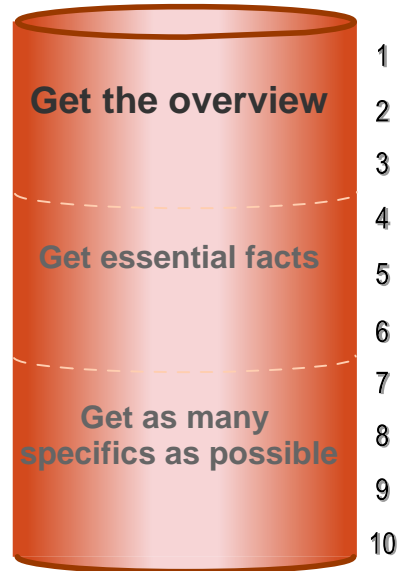 1
Get the overview
2
3
4
Get essential facts
5
6
7
Get as many
specifics as possible
8
9
10